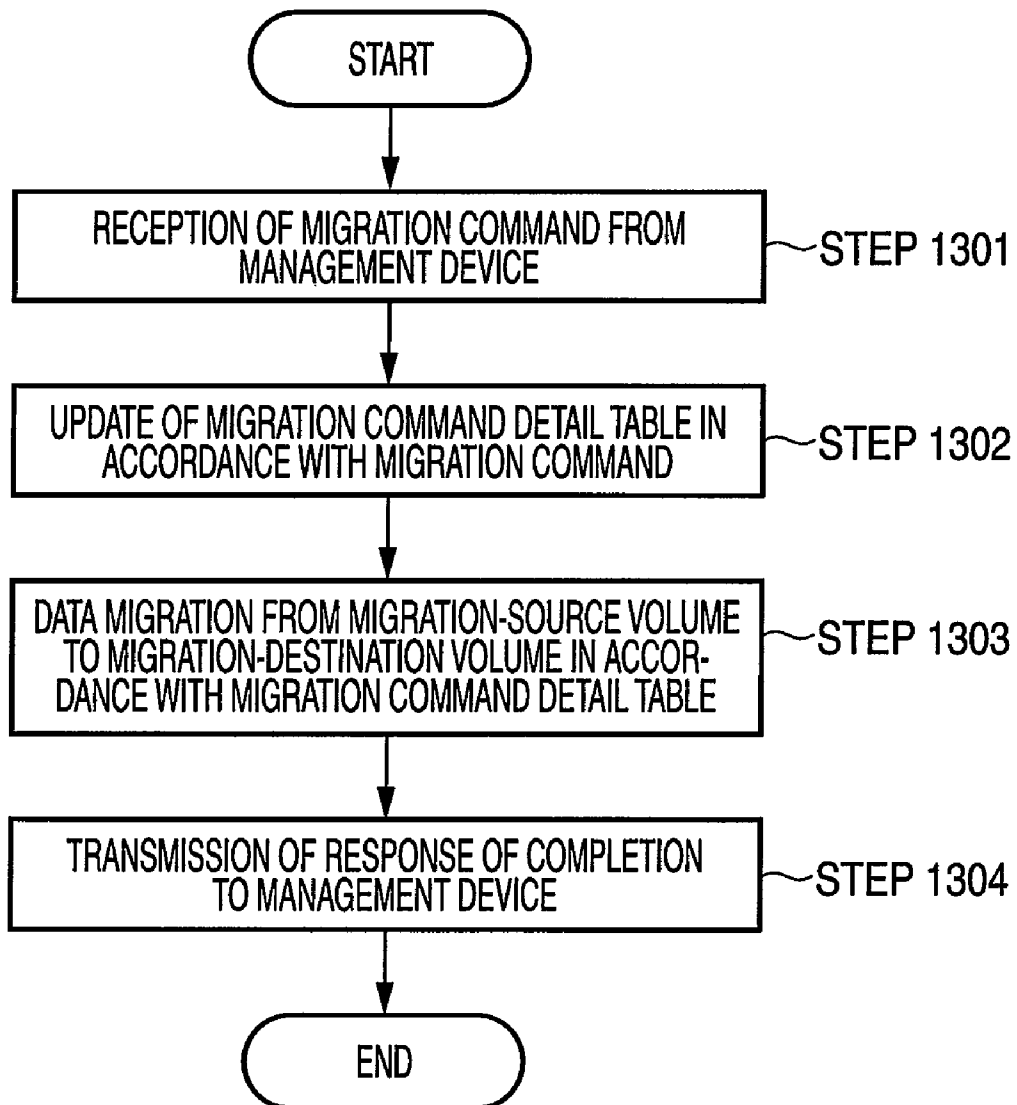 START
RECEPTION OF MIGRATION COMMAND FROM
MANAGEMENT DEVICE
STEP 1301
UPDATE OF MIGRATION COMMAND DETAIL TABLE IN
ACCORDANCE WITH MIGRATION COMMAND
STEP 1302
DATA MIGRATION FROM MIGRATION-SOURCE VOLUME
TO MIGRATION-DESTINATION VOLUME IN ACCOR-
DANCE WITH MIGRATION COMMAND DETAIL TABLE
STEP 1303
TRANSMISSION OF RESPONSE OF COMPLETION
TO MANAGEMENT DEVICE
STEP 1304
END